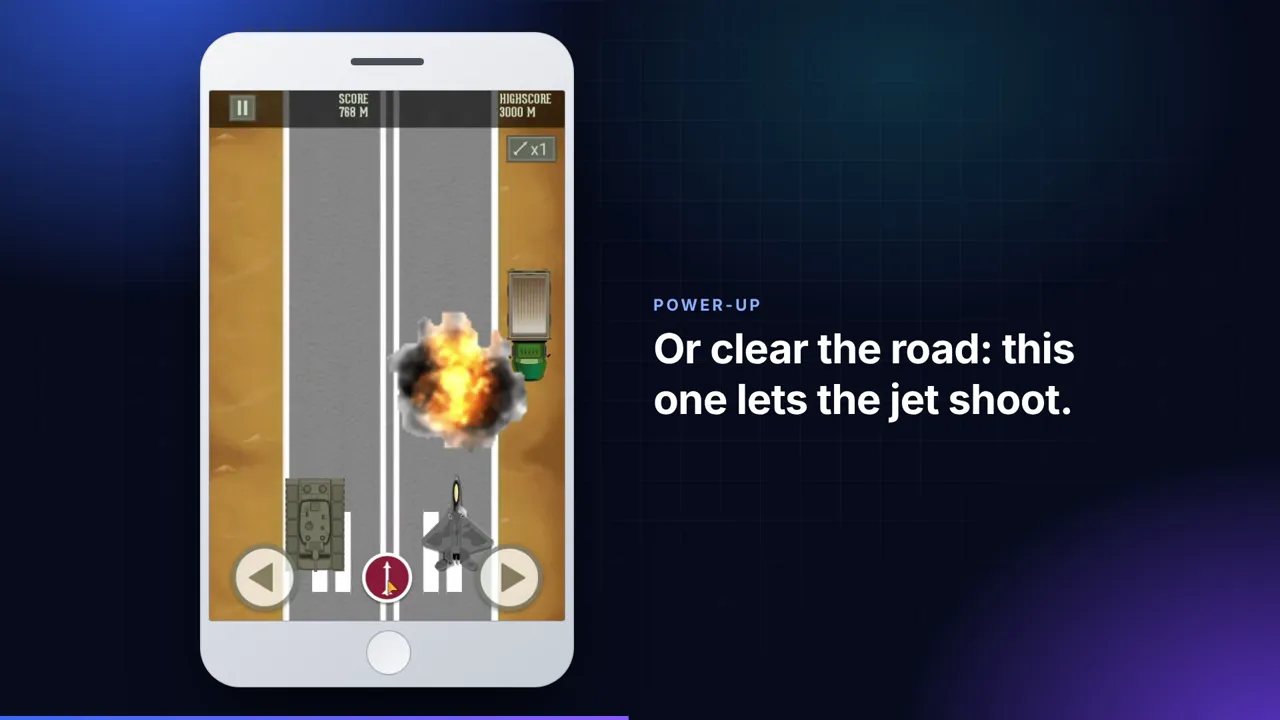 SCORE
768 M
HIGHSCORE
3000 M
x1
POWER-UP
Or clear the road: this
one lets the jet shoot.